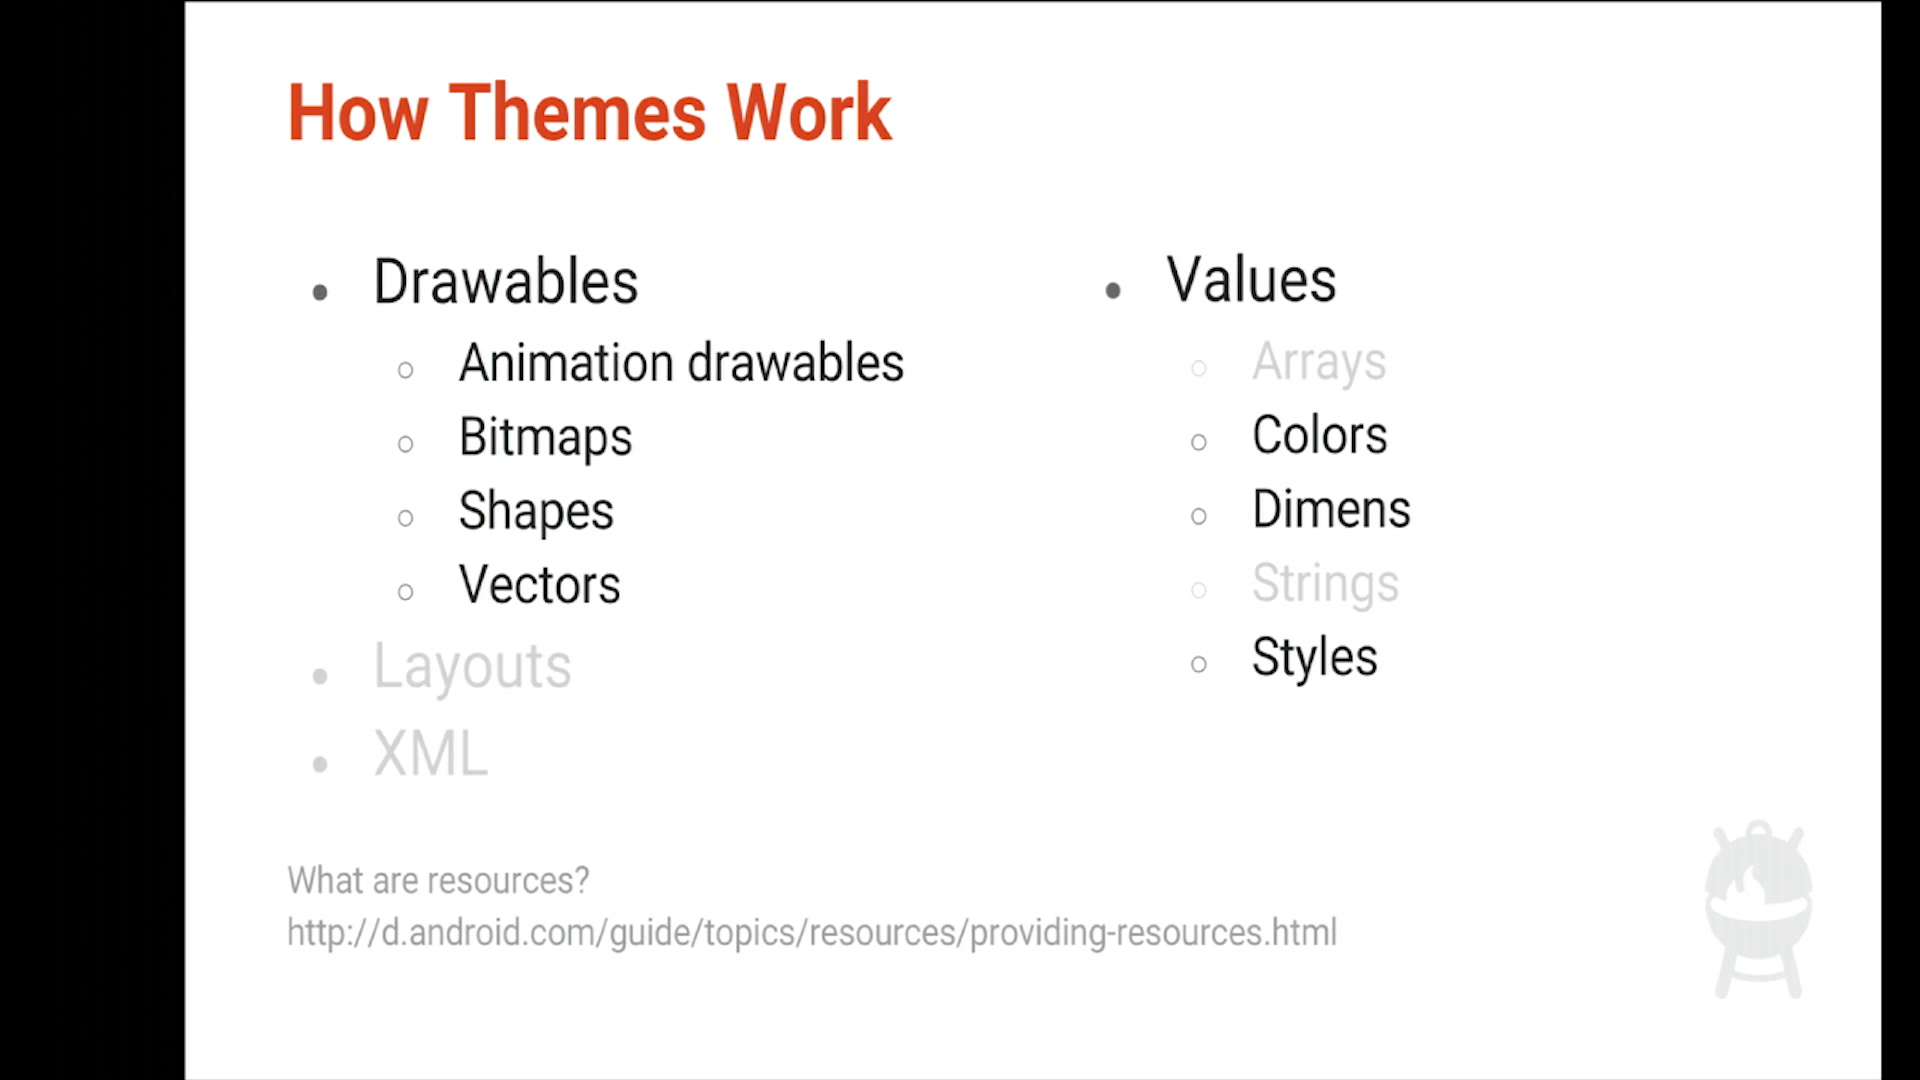 How Themes Work
Drawables
Animation drawables
Bitmaps
Shapes
Vectors
Layouts
XML
Values
Arrays
Colors
Dimens
Strings
Styles
What are resources?
http://d.android.com/guide/topics/resources/providing-resources.html